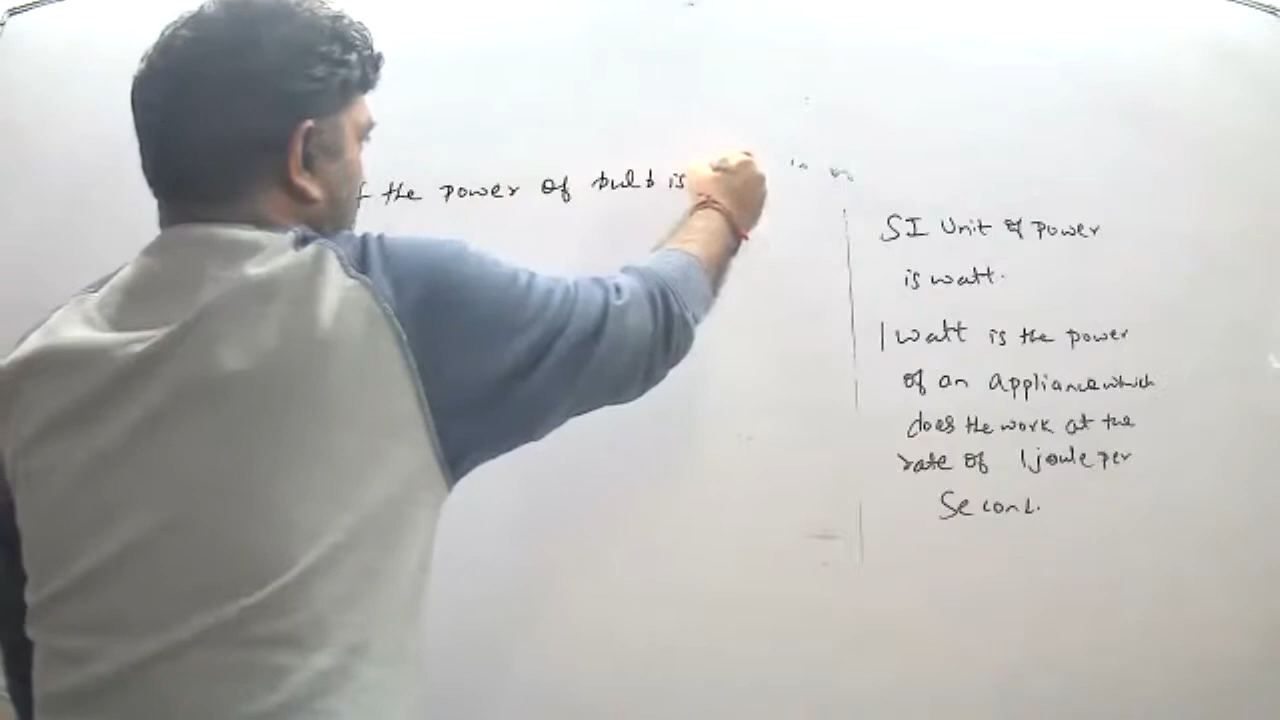 the power of bulb is
SI Unit of power
is watt.
1 watt is the power
of an appliance which
does the work at the
rate of 1 joule per
Second.